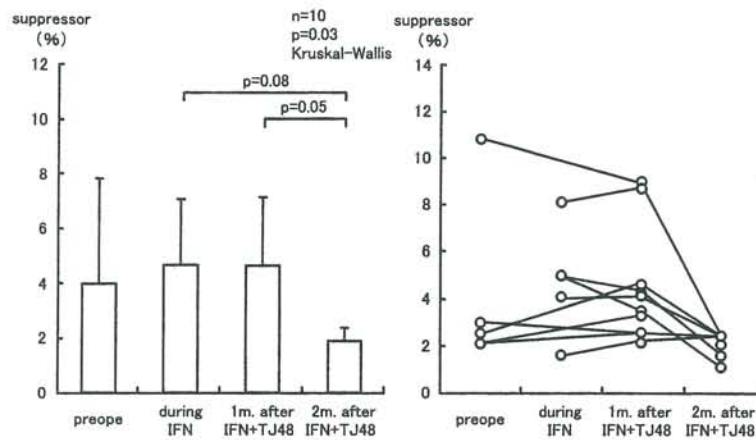 suppressor
(%)
n=10
p=0.03
Kruskal-Wallis
12
10
8
6
4
2
0
p=0.08
p=0.05
preope
during
IFN
1m. after
IFN+TJ48
2m. after
IFN+TJ48
suppressor
(%)
14
12
10
8
6
4
2
0
preope
during
IFN
1m. after
IFN+TJ48
2m. after
IFN+TJ48